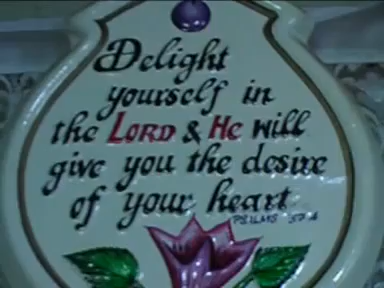 Delight
yourself in
the LORD & He will
give you the desire
of your heart
PSALMS 37:4